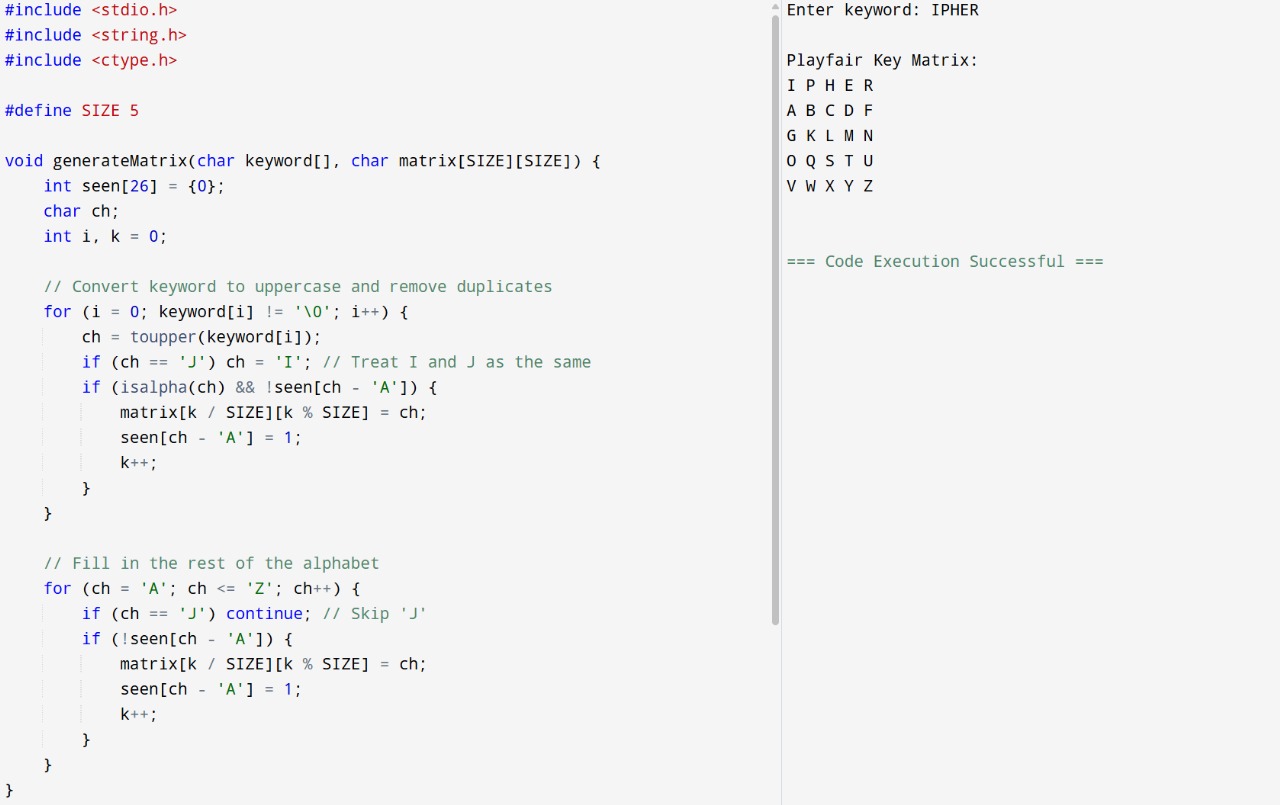 #include <stdio.h>
#include <string.h>
#include <ctype.h>

#define SIZE 5

void generateMatrix(char keyword[], char matrix[SIZE][SIZE]) {
    int seen[26] = {0};
    char ch;
    int i, k = 0;

    // Convert keyword to uppercase and remove duplicates
    for (i = 0; keyword[i] != '\0'; i++) {
        ch = toupper(keyword[i]);
        if (ch == 'J') ch = 'I'; // Treat I and J as the same
        if (isalpha(ch) && !seen[ch - 'A']) {
            matrix[k / SIZE][k % SIZE] = ch;
            seen[ch - 'A'] = 1;
            k++;
        }
    }

    // Fill in the rest of the alphabet
    for (ch = 'A'; ch <= 'Z'; ch++) {
        if (ch == 'J') continue; // Skip 'J'
        if (!seen[ch - 'A']) {
            matrix[k / SIZE][k % SIZE] = ch;
            seen[ch - 'A'] = 1;
            k++;
        }
    }
}
Enter keyword: IPHER

Playfair Key Matrix:
I P H E R
A B C D F
G K L M N
O Q S T U
V W X Y Z

=== Code Execution Successful ===